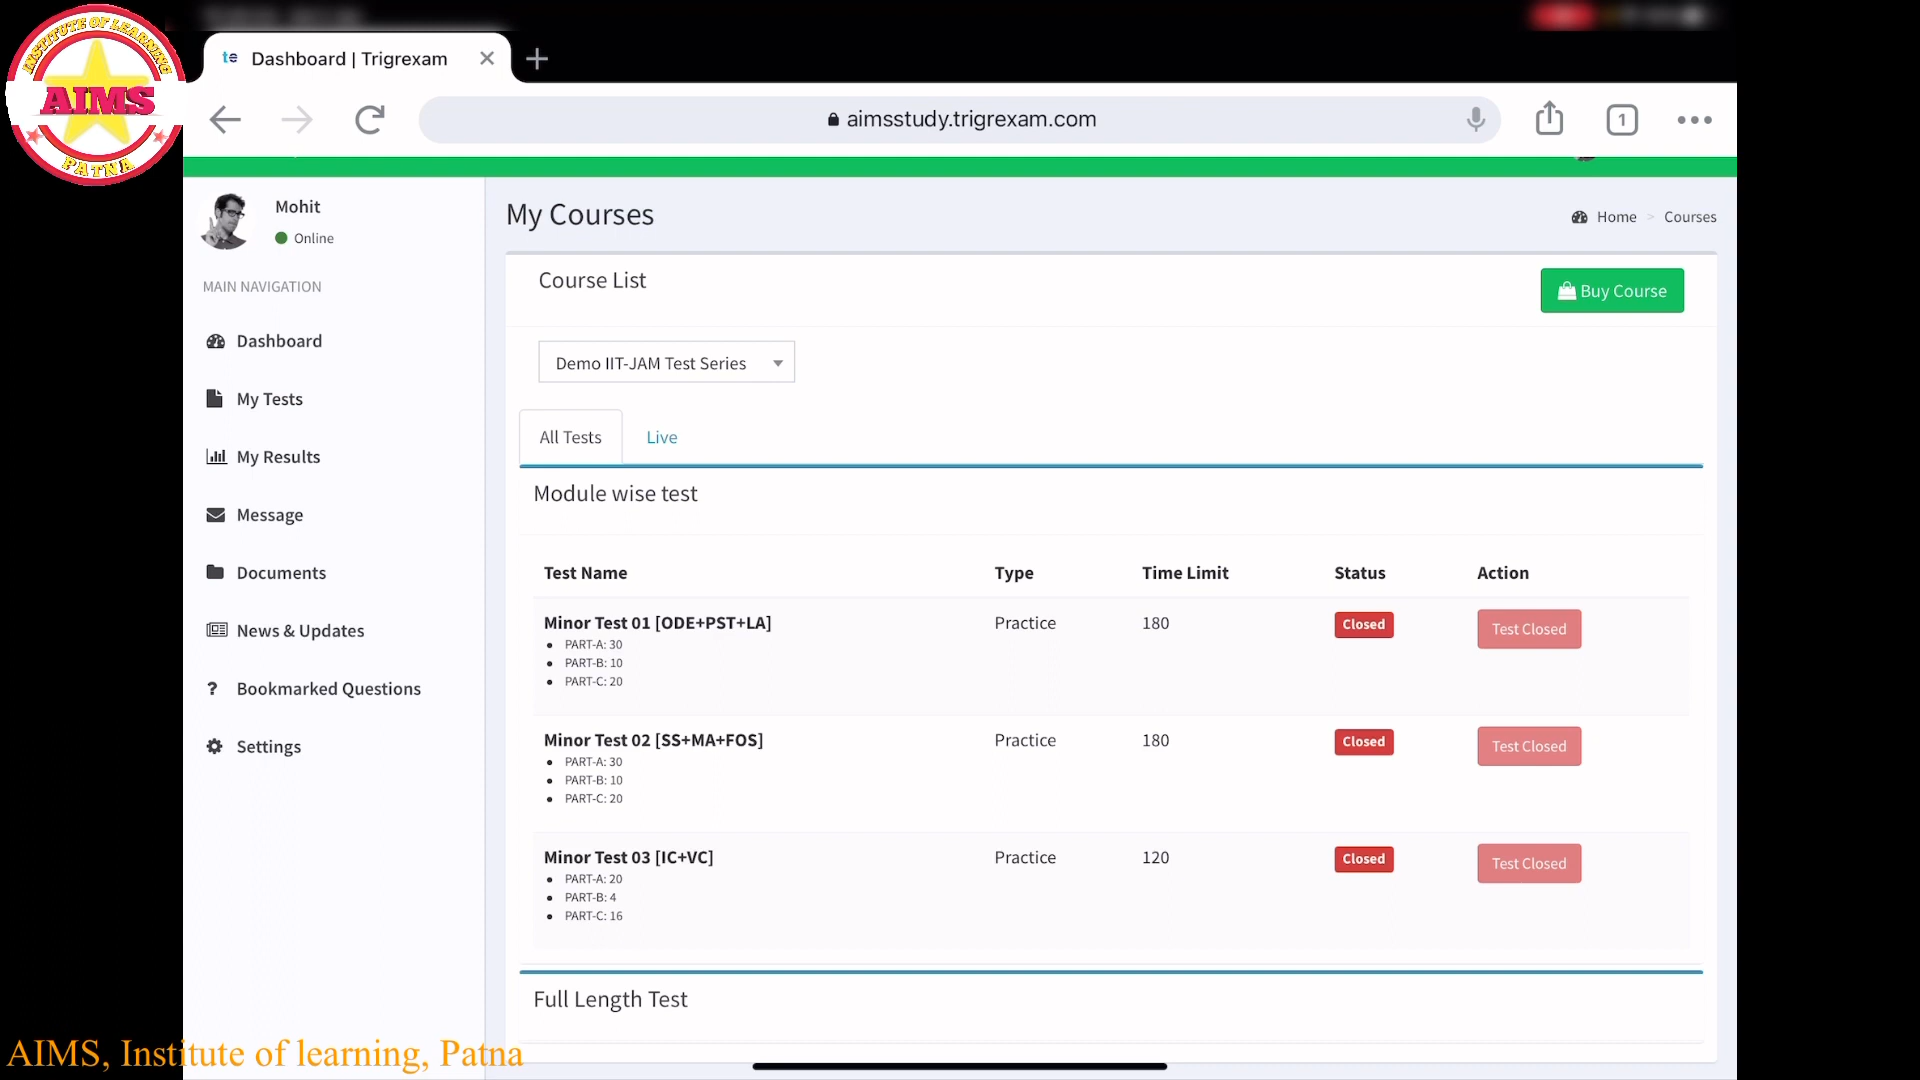 INSTITUTE OF LEARNING
AIMS
PATNA
te Dashboard | Trigrexam
aimsstudy.trigrexam.com
1
Mohit
Online
MAIN NAVIGATION
Dashboard
My Tests
My Results
Message
Documents
News & Updates
? Bookmarked Questions
Settings
My Courses
Home > Courses
Course List
Buy Course
Demo IIT-JAM Test Series
All Tests Live
Module wise test
Test Name Type Time Limit Status Action
Minor Test 01 [ODE+PST+LA] Practice 180 Closed Test Closed
• PART-A: 30
• PART-B: 10
• PART-C: 20
Minor Test 02 [SS+MA+FOS] Practice 180 Closed Test Closed
• PART-A: 30
• PART-B: 10
• PART-C: 20
Minor Test 03 [IC+VC] Practice 120 Closed Test Closed
• PART-A: 20
• PART-B: 4
• PART-C: 16
Full Length Test
AIMS, Institute of learning, Patna